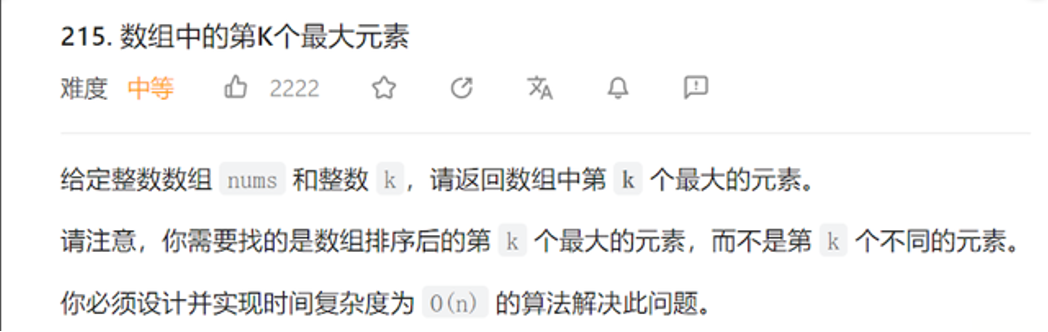 215. 数组中的第K个最大元素
难度 中等 2222
给定整数数组 nums 和整数 k，请返回数组中第 k 个最大的元素。
请注意，你需要找的是数组排序后的第 k 个最大的元素，而不是第 k 个不同的元素。
你必须设计并实现时间复杂度为 O(n) 的算法解决此问题。